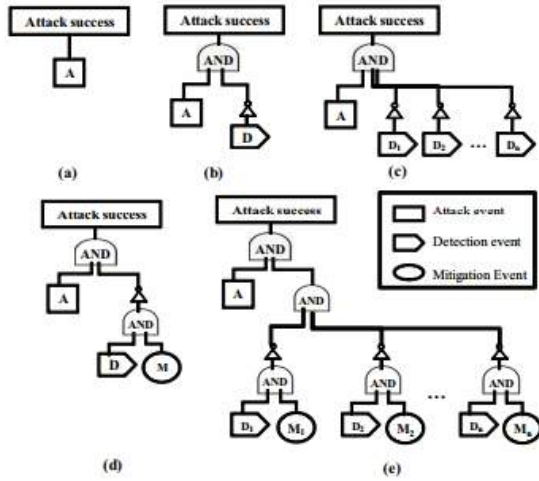 Attack success
A
(a)
Attack success
AND
A
D
(b)
Attack success
AND
A
D1
D2
...
Dn
(c)
Attack success
AND
A
AND
D
M
(d)
Attack success
AND
A
AND
AND
AND
...
AND
D1
M1
D2
M2
Dn
Mn
(e)
Attack event
Detection event
Mitigation Event